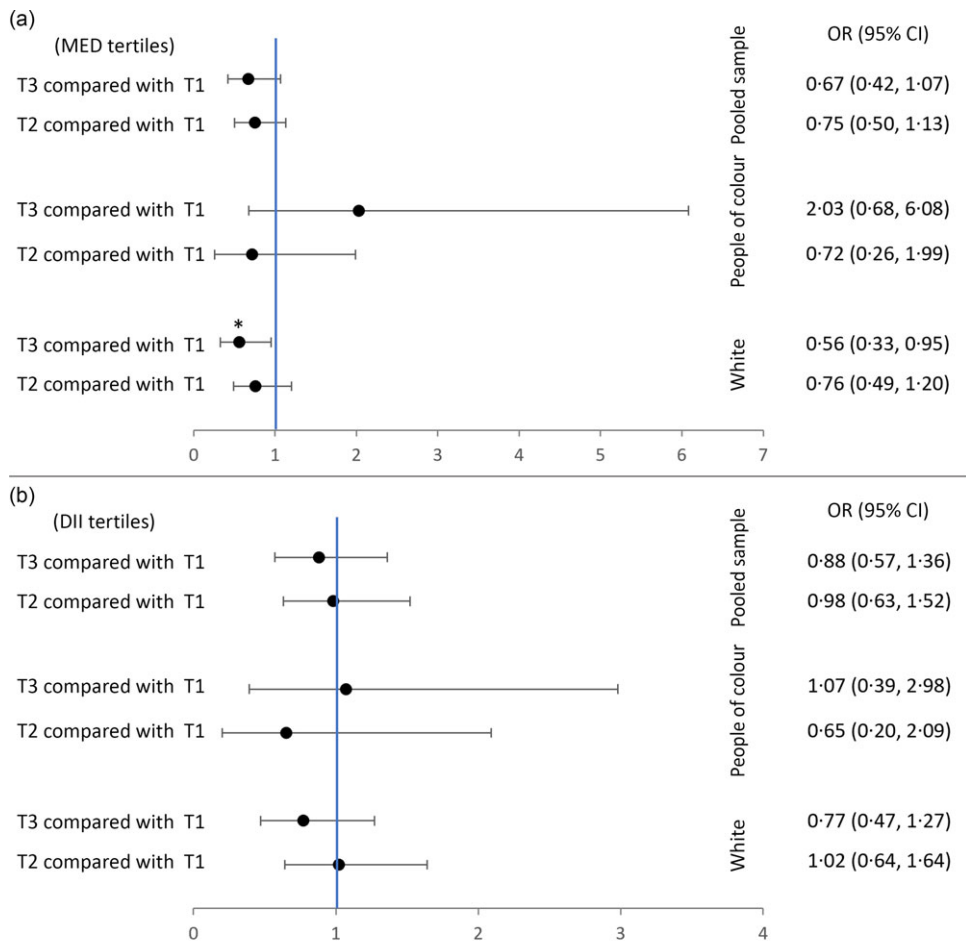 (a)
(MED tertiles)
OR (95% CI)
T3 compared with T1
0·67 (0·42, 1·07)
T2 compared with T1
0·75 (0·50, 1·13)
Pooled sample
T3 compared with T1
2·03 (0·68, 6·08)
T2 compared with T1
0·72 (0·26, 1·99)
People of colour
*
T3 compared with T1
0·56 (0·33, 0·95)
T2 compared with T1
0·76 (0·49, 1·20)
White
0 1 2 3 4 5 6 7
(b)
(DII tertiles)
OR (95% CI)
T3 compared with T1
0·88 (0·57, 1·36)
T2 compared with T1
0·98 (0·63, 1·52)
Pooled sample
T3 compared with T1
1·07 (0·39, 2·98)
T2 compared with T1
0·65 (0·20, 2·09)
People of colour
T3 compared with T1
0·77 (0·47, 1·27)
T2 compared with T1
1·02 (0·64, 1·64)
White
0 1 2 3 4